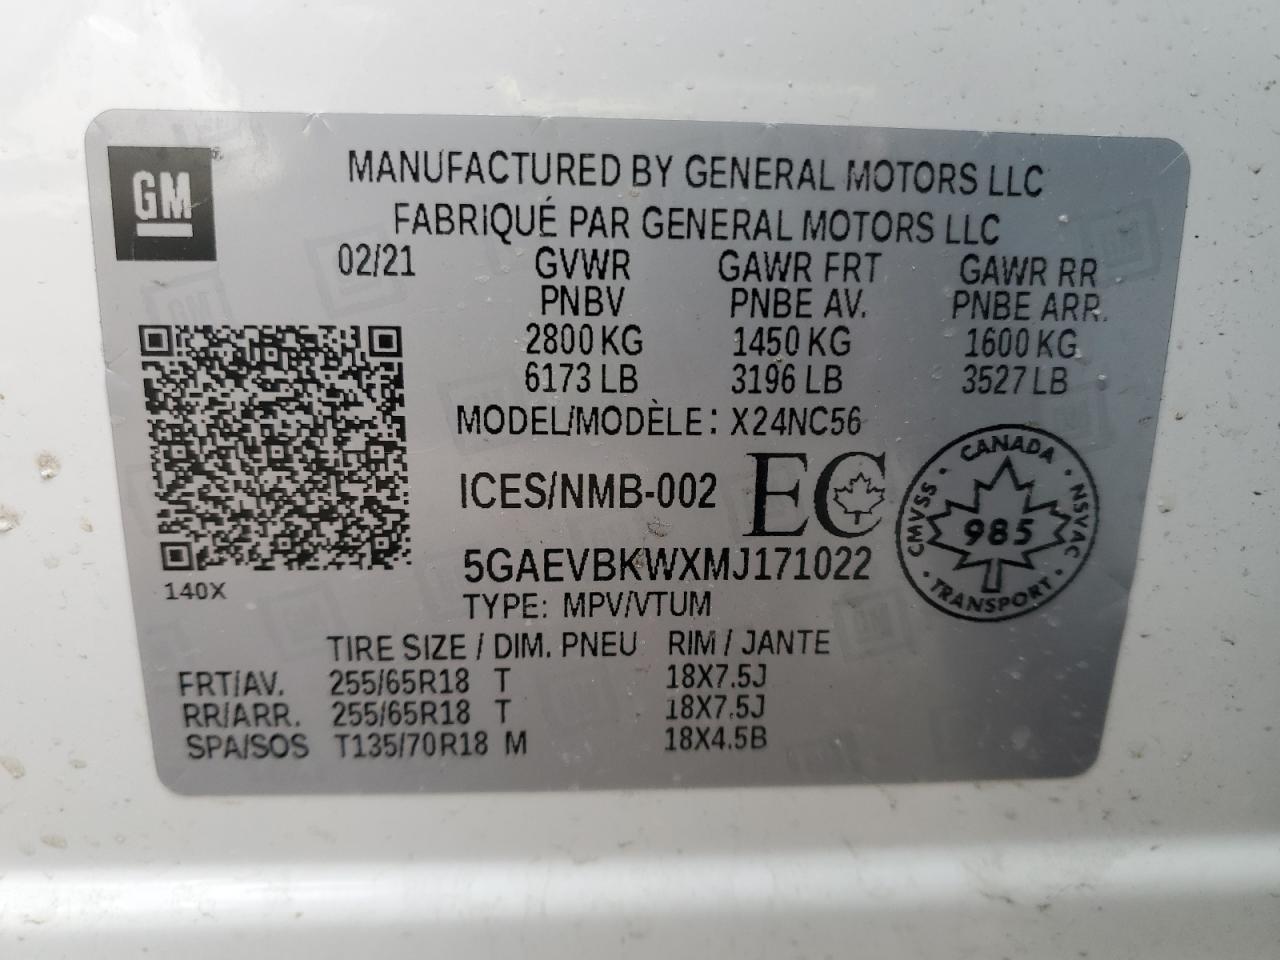 GM
MANUFACTURED BY GENERAL MOTORS LLC
FABRIQUÉ PAR GENERAL MOTORS LLC
02/21 GVWR GAWR FRT GAWR RR
PNBV PNBE AV. PNBE ARR.
2800 KG 1450 KG 1600 KG
6173 LB 3196 LB 3527 LB
MODEL/MODÈLE: X24NC56
ICES/NMB-002 EC
CANADA
CMVSS 985 NSVAC
TRANSPORT
5GAEVBKWXMJ171022
140X
TYPE: MPV/VTUM
TIRE SIZE / DIM. PNEU RIM / JANTE
FRT/AV. 255/65R18 T 18X7.5J
RR/ARR. 255/65R18 T 18X7.5J
SPA/SOS T135/70R18 M 18X4.5B